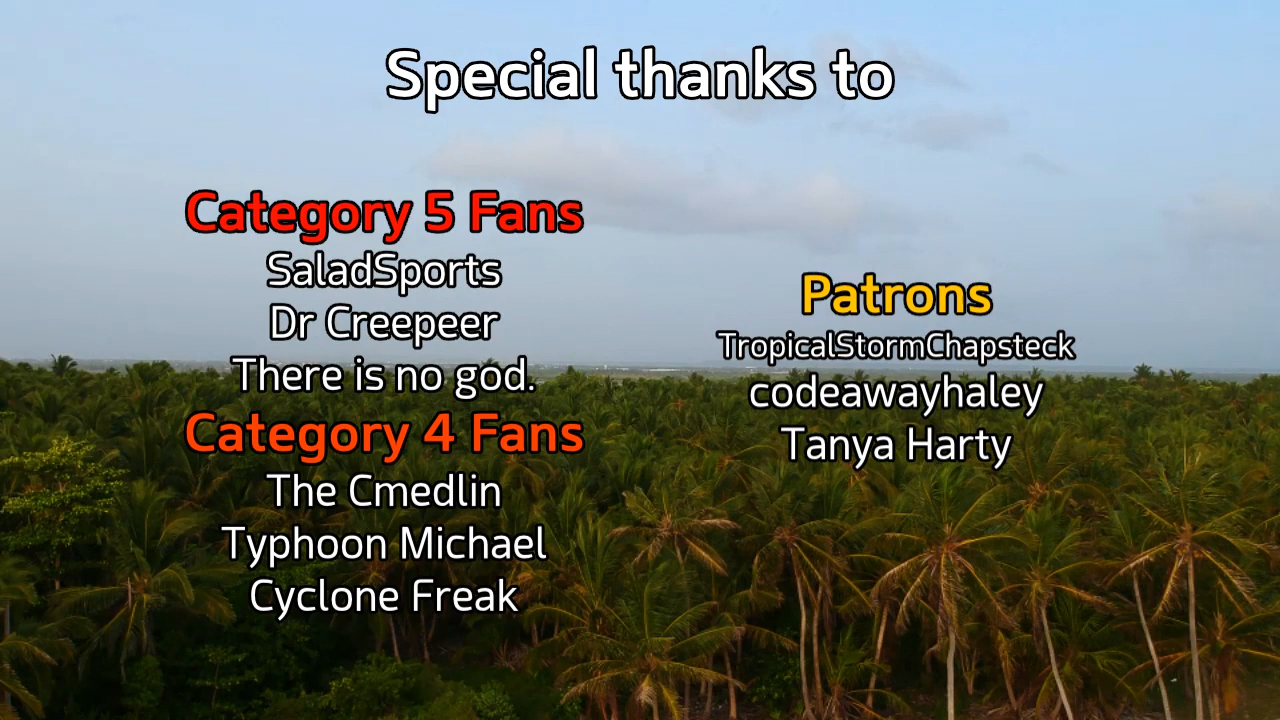 Special thanks to
Category 5 Fans
SaladSports
Dr Creepeer
There is no god.
Category 4 Fans
The Cmedlin
Typhoon Michael
Cyclone Freak
Patrons
TropicalStormChapsteck
codeawayhaley
Tanya Harty